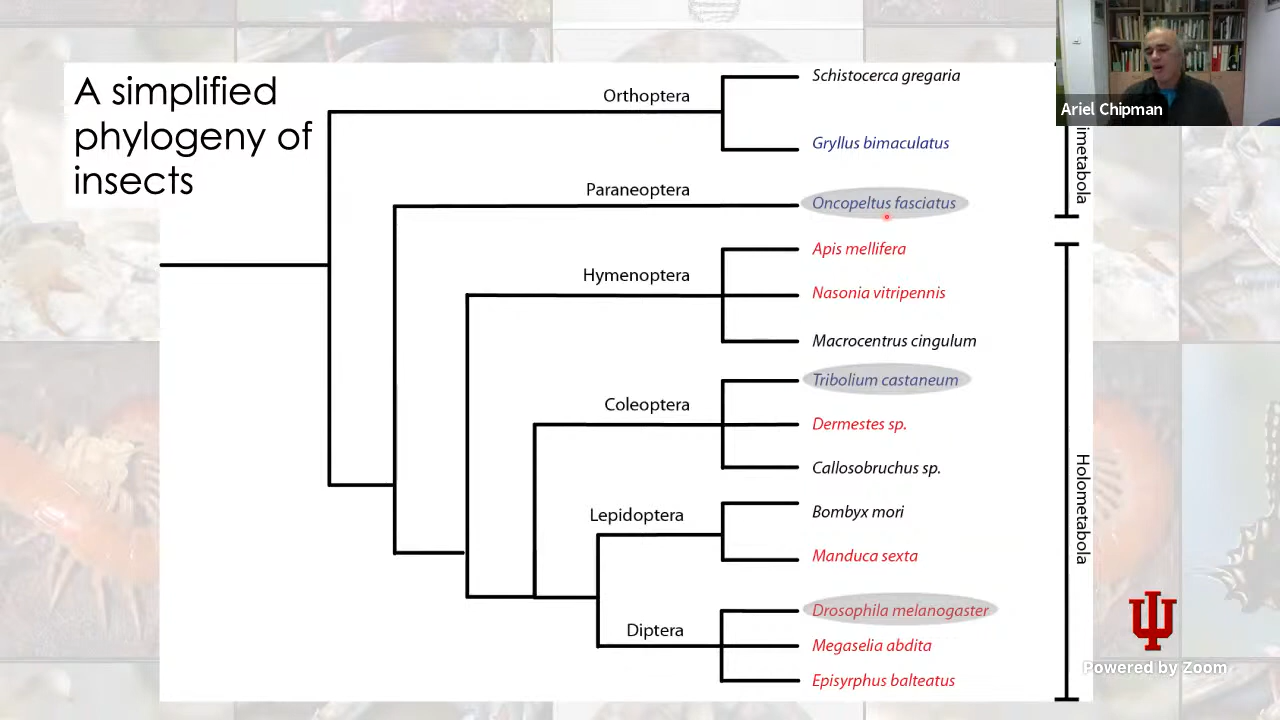 A simplified
phylogeny of
insects
Orthoptera
Schistocerca gregaria
Gryllus bimaculatus
Paraneoptera
Oncopeltus fasciatus
Hymenoptera
Apis mellifera
Nasonia vitripennis
Macrocentrus cingulum
Coleoptera
Tribolium castaneum
Dermestes sp.
Callosobruchus sp.
Lepidoptera
Bombyx mori
Manduca sexta
Diptera
Drosophila melanogaster
Megaselia abdita
Episyrphus balteatus
imetabola
Holometabola
Ariel Chipman
Powered by Zoom